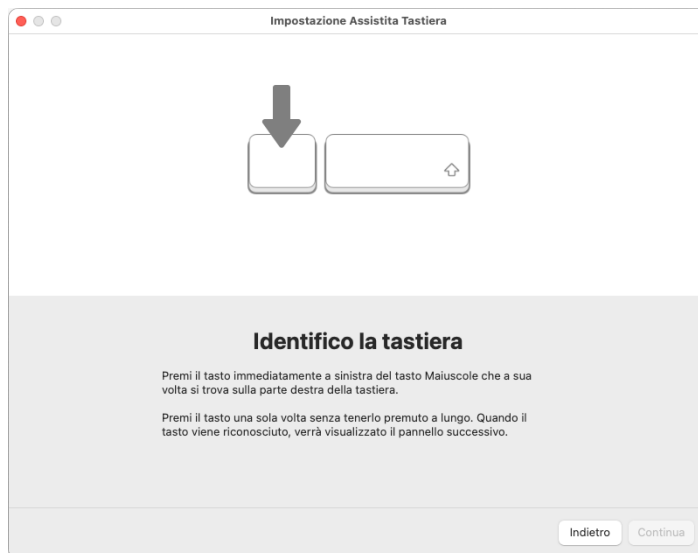 Impostazione Assistita Tastiera
Identifico la tastiera
Premi il tasto immediatamente a sinistra del tasto Maiuscole che a sua
volta si trova sulla parte destra della tastiera.
Premi il tasto una sola volta senza tenerlo premuto a lungo. Quando il
tasto viene riconosciuto, verrà visualizzato il pannello successivo.
Indietro
Continua